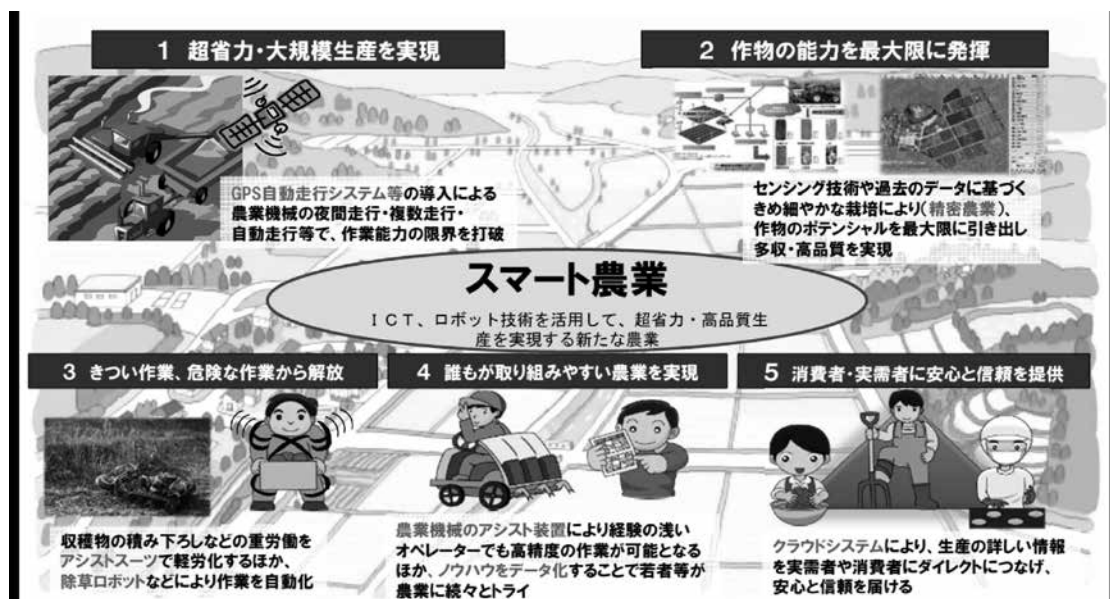 1 超省力・大規模生産を実現
GPS自動走行システム等の導入による
農業機械の夜間走行・複数走行・
自動走行等で、作業能力の限界を打破
2 作物の能力を最大限に発揮
センシング技術や過去のデータに基づく
きめ細やかな栽培により(精密農業)、
作物のポテンシャルを最大限に引き出し
多収・高品質を実現
スマート農業
ＩＣＴ、ロボット技術を活用して、超省力・高品質生
産を実現する新たな農業
3 きつい作業、危険な作業から解放
収穫物の積み下ろしなどの重労働を
アシストスーツで軽労化するほか、
除草ロボットなどにより作業を自動化
4 誰もが取り組みやすい農業を実現
農業機械のアシスト装置により経験の浅い
オペレーターでも高精度の作業が可能となる
ほか、ノウハウをデータ化することで若者等が
農業に続々とトライ
5 消費者・実需者に安心と信頼を提供
クラウドシステムにより、生産の詳しい情報
を実需者や消費者にダイレクトにつなげ、
安心と信頼を届ける